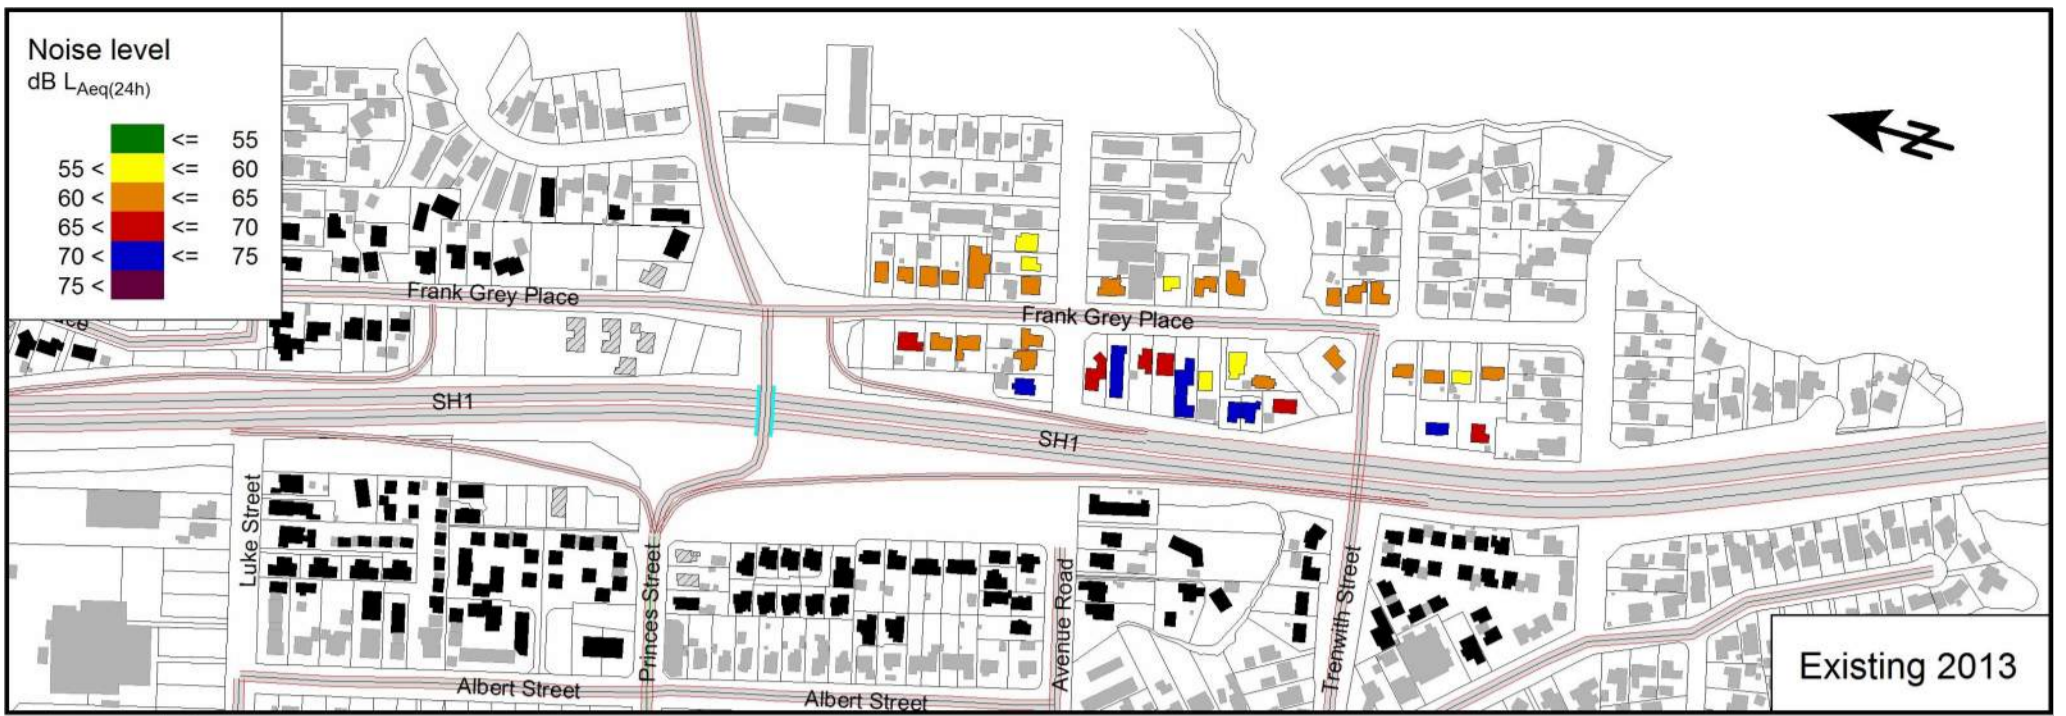 Noise level
dB LAeq(24h)
<= 55
55 < <= 60
60 < <= 65
65 < <= 70
70 < <= 75
75 <
Frank Grey Place
Frank Grey Place
SH1
SH1
Luke Street
Princes Street
Avenue Road
Trenwith Street
Albert Street
Albert Street
Existing 2013